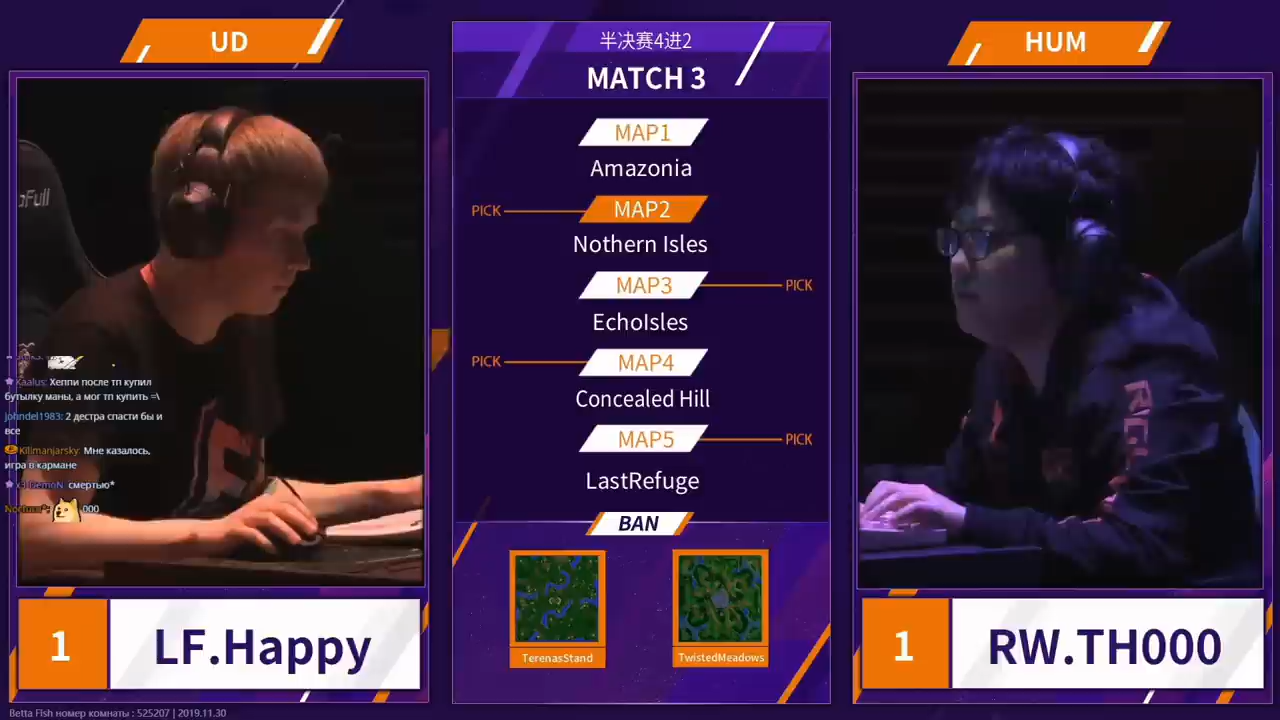 UD
aFull
Kaalus: Хеппи после тп купил
бутылку маны, а мог тп купить =\
Johndel1983: 2 дестра спасти бы и
все
Kilimanjarsky: Мне казалось,
игра в кармане
смертью*
000
1
LF.Happy
半决赛4进2
MATCH 3
MAP1
Amazonia
PICK
MAP2
Nothern Isles
MAP3
PICK
EchoIsles
PICK
MAP4
Concealed Hill
MAP5
PICK
LastRefuge
BAN
TerenasStand
TwistedMeadows
HUM
1
RW.TH000
Betta Fish номер комнаты : 525207 | 2019.11.30